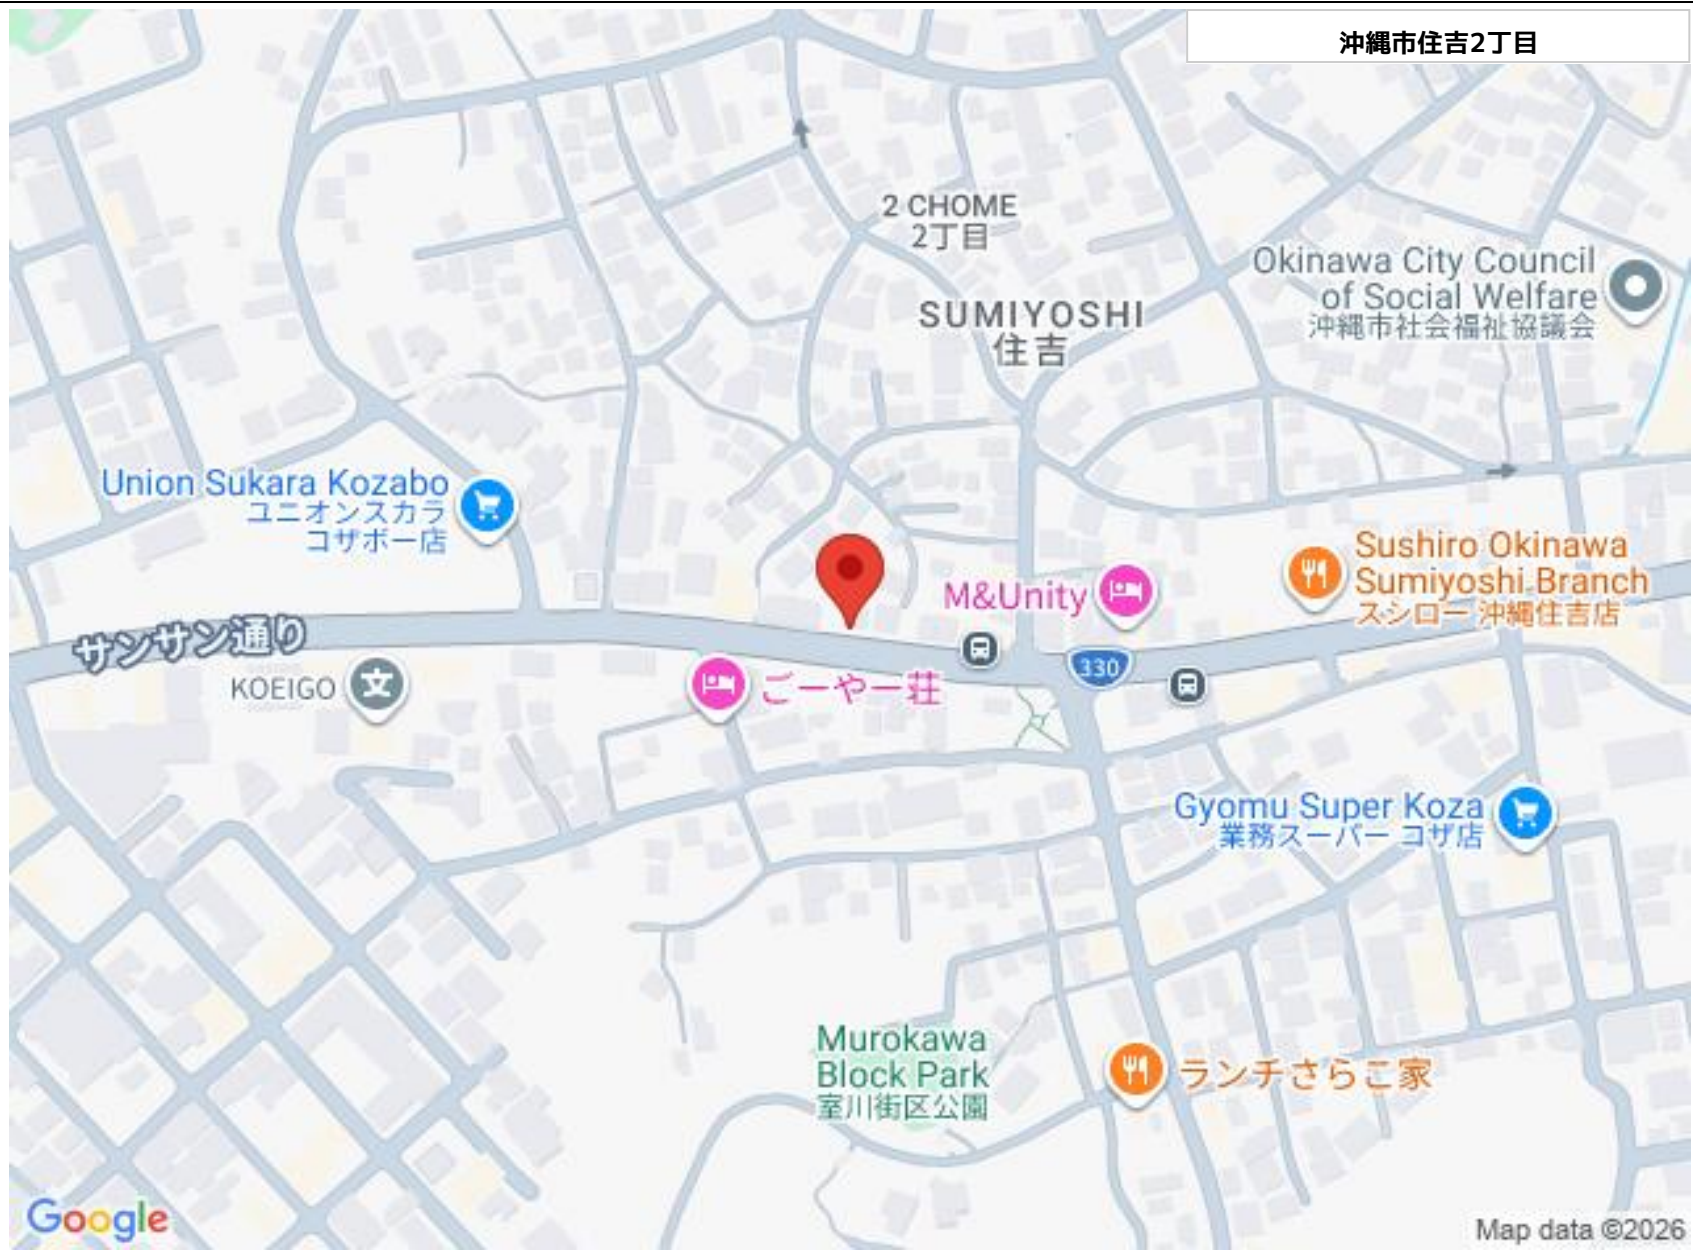 沖縄市住吉2丁目
2 CHOME
2丁目
Okinawa City Council
of Social Welfare
沖縄市社会福祉協議会
SUMIYOSHI
住吉
Union Sukara Kozabo
ユニオンスカラ
コザボー店
Sushiro Okinawa
Sumiyoshi Branch
スシロー 沖縄住吉店
M&Unity
サンサン通り
330
KOEIGO
文
ごーやー荘
Gyomu Super Koza
業務スーパー コザ店
Murokawa
Block Park
室川街区公園
ランチさらこ家
Google
Map data ©2026